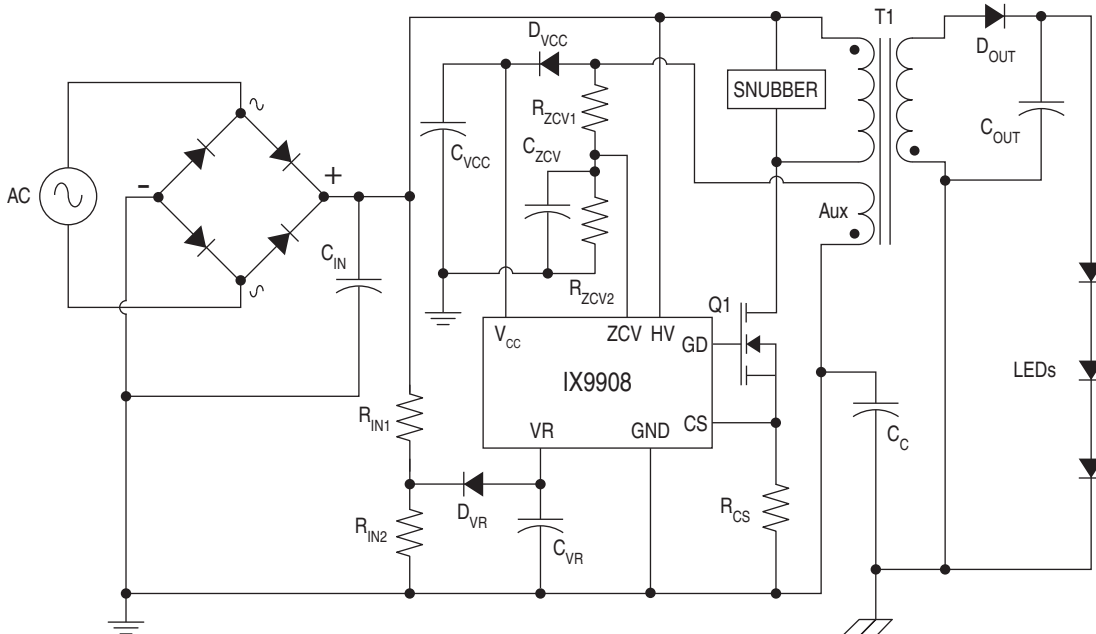 T1
D_VCC
D_OUT
SNUBBER
R_ZCV1
C_OUT
C_VCC
C_ZCV
AC
-
+
Aux
C_IN
R_ZCV2
Q1
V_CC
ZCV
HV
GD
IX9908
LEDs
R_IN1
CS
C_C
VR
GND
D_VR
R_CS
R_IN2
C_VR